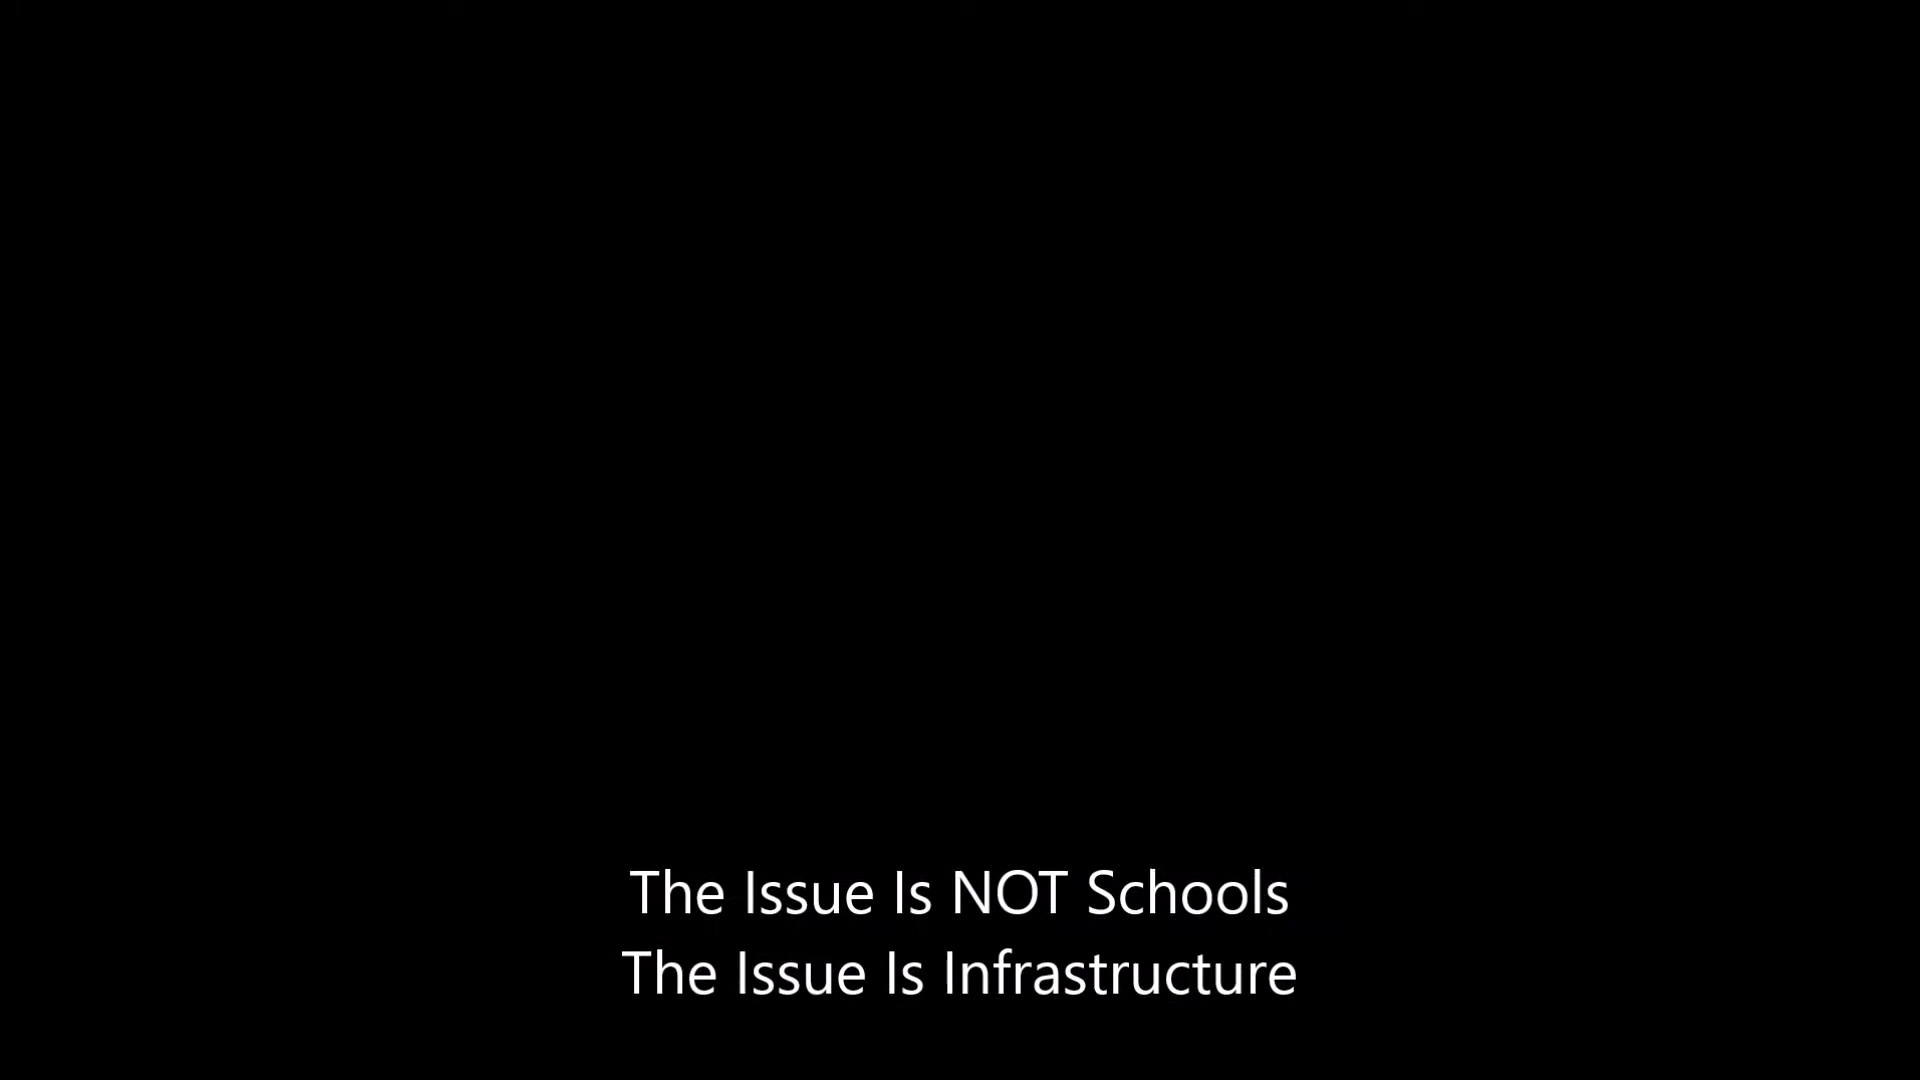 The Issue Is NOT Schools
The Issue Is Infrastructure